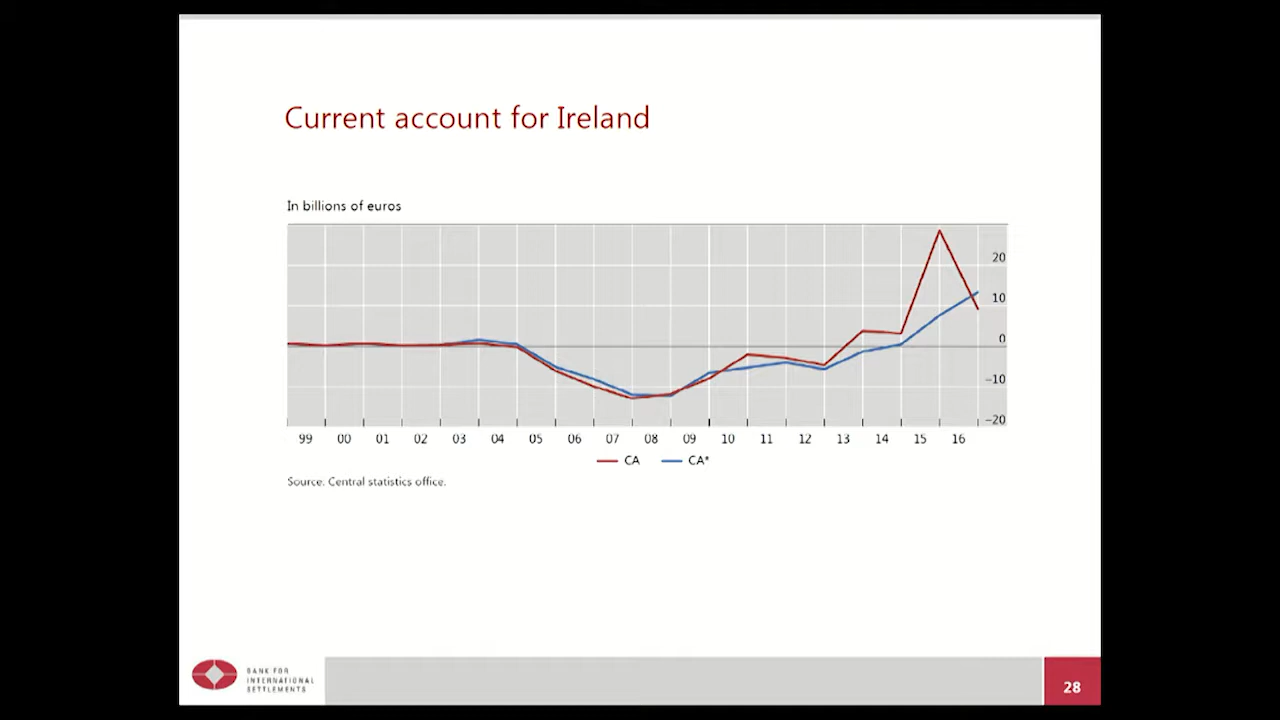 Current account for Ireland
In billions of euros
20
10
0
–10
–20
99 00 01 02 03 04 05 06 07 08 09 10 11 12 13 14 15 16
CA CA*
Source: Central statistics office.
BANK FOR
INTERNATIONAL
SETTLEMENTS
28